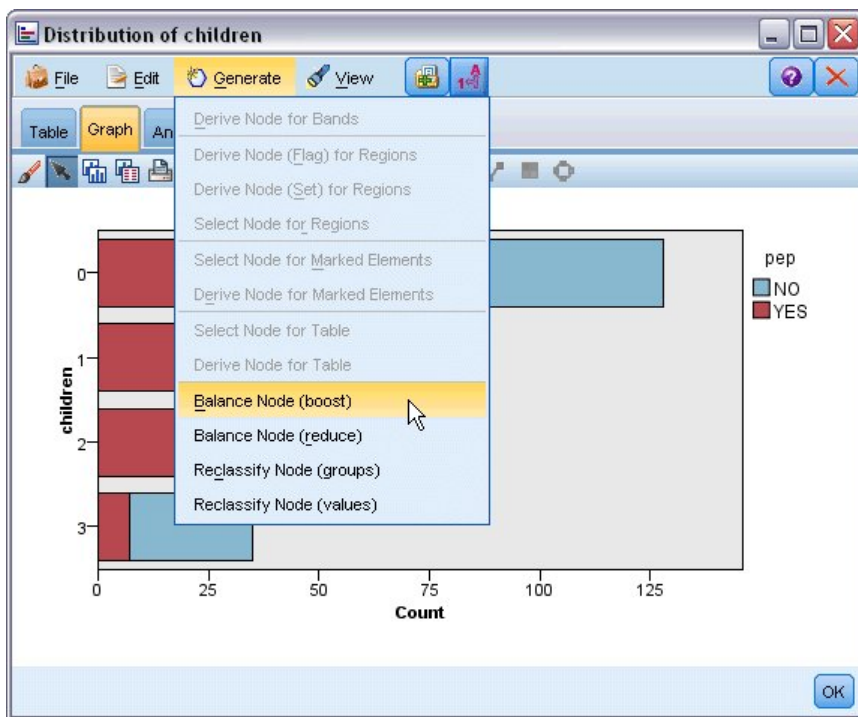 Distribution of children
File Edit Generate View
Table Graph An
Derive Node for Bands
Derive Node (Flag) for Regions
Derive Node (Set) for Regions
Select Node for Regions
Select Node for Marked Elements
Derive Node for Marked Elements
Select Node for Table
Derive Node for Table
Balance Node (boost)
Balance Node (reduce)
Reclassify Node (groups)
Reclassify Node (values)
children
0
1
2
3
0 25 50 75 100 125
Count
pep
NO
YES
OK